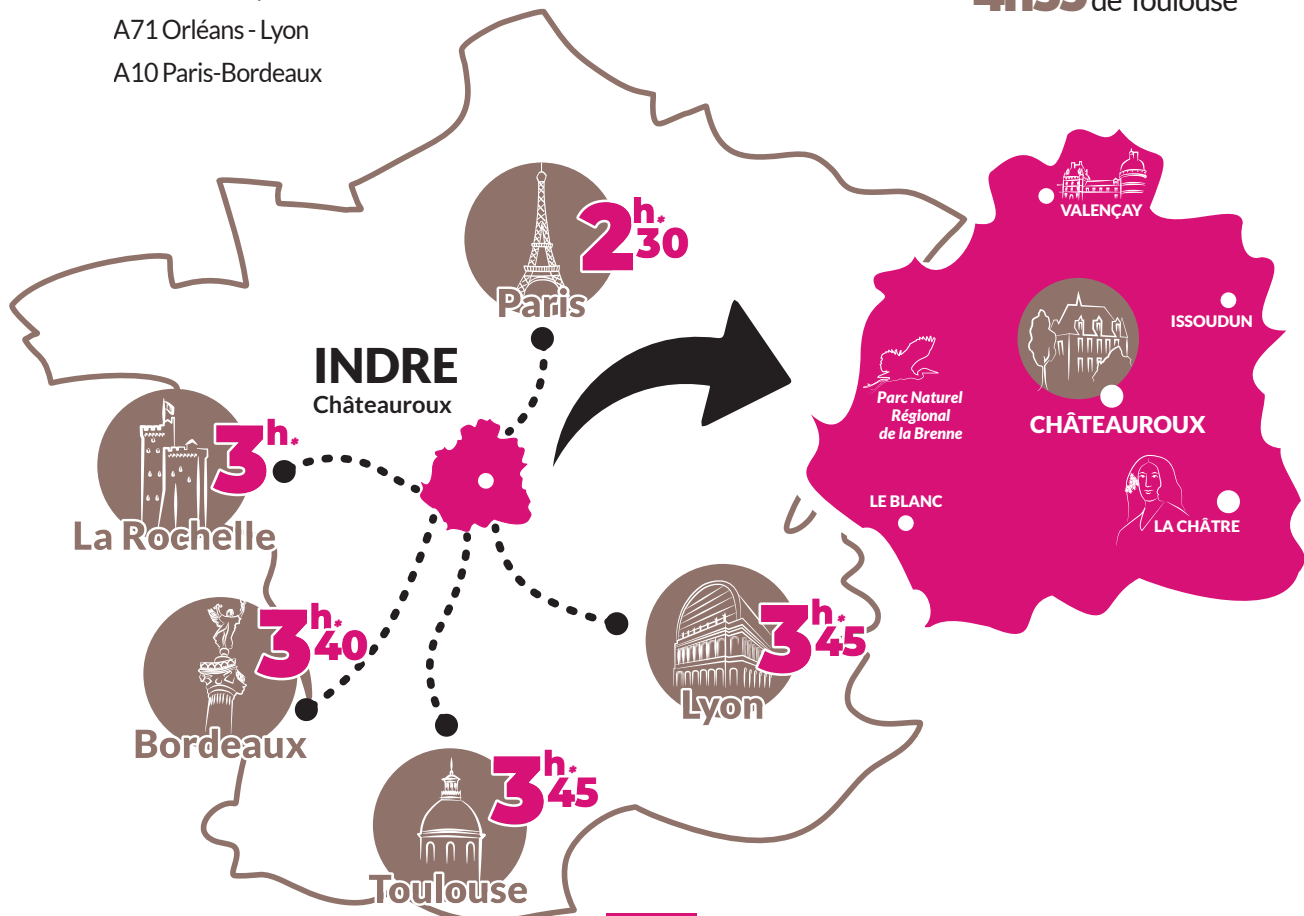 A71 Orléans - Lyon
A10 Paris-Bordeaux
de Toulouse
2h.*30
Paris
INDRE
Châteauroux
3h.*
La Rochelle
3h.*40
Bordeaux
3h.*45
Toulouse
3h.*45
Lyon
VALENÇAY
ISSOUDUN
Parc Naturel
Régional
de la Brenne
CHÂTEAUROUX
LE BLANC
LA CHÂTRE